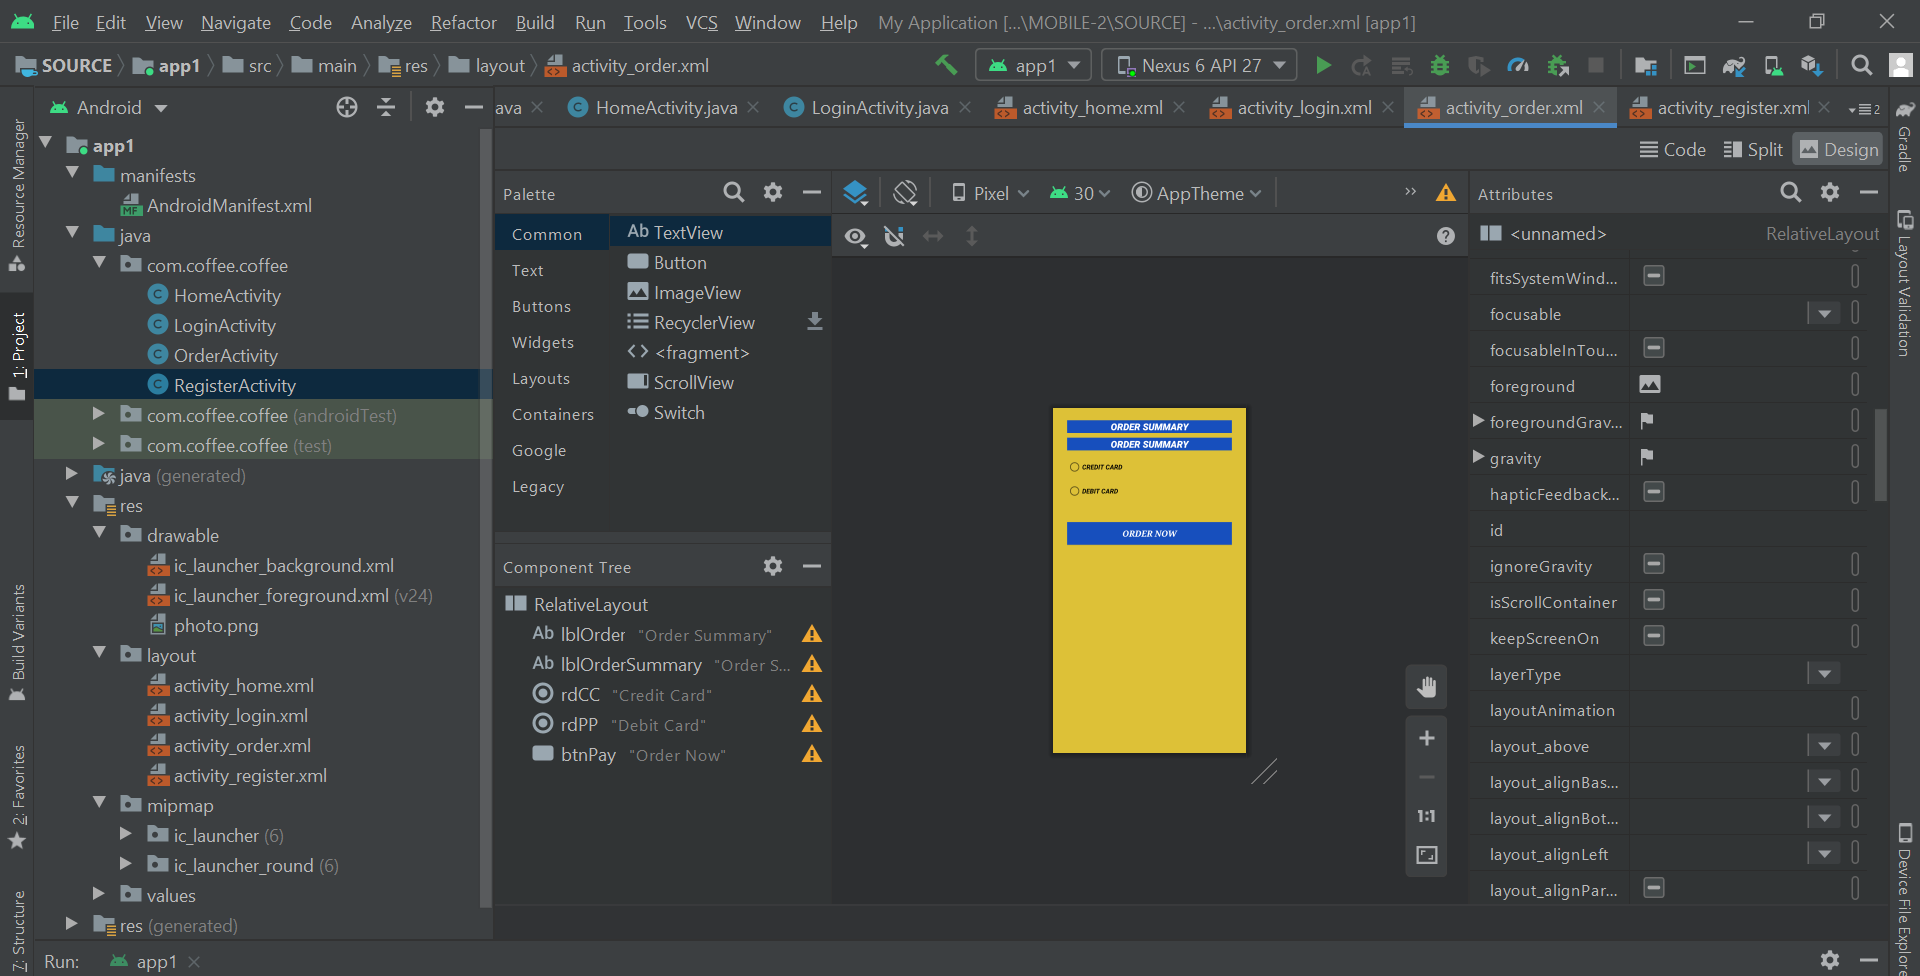 File Edit View Navigate Code Analyze Refactor Build Run Tools VCS Window Help My Application [...\MOBILE-2\SOURCE] - ...\activity_order.xml [app1]
SOURCE app1 src main res layout activity_order.xml app1 Nexus 6 API 27
Android
ava HomeActivity.java LoginActivity.java activity_home.xml activity_login.xml activity_order.xml activity_register.xml 2
Code Split Design
Resource Manager
1: Project
Build Variants
2: Favorites
7: Structure
app1
manifests
MF AndroidManifest.xml
java
com.coffee.coffee
C HomeActivity
C LoginActivity
C OrderActivity
C RegisterActivity
com.coffee.coffee (androidTest)
com.coffee.coffee (test)
java (generated)
res
drawable
ic_launcher_background.xml
ic_launcher_foreground.xml (v24)
photo.png
layout
activity_home.xml
activity_login.xml
activity_order.xml
activity_register.xml
mipmap
ic_launcher (6)
ic_launcher_round (6)
values
res (generated)
Palette
Common
Text
Buttons
Widgets
Layouts
Containers
Google
Legacy
Ab TextView
Button
ImageView
RecyclerView
<> <fragment>
ScrollView
Switch
Component Tree
RelativeLayout
Ab lblOrder "Order Summary"
Ab lblOrderSummary "Order S...
rdCC "Credit Card"
rdPP "Debit Card"
btnPay "Order Now"
Pixel 30 AppTheme »
?
ORDER SUMMARY
ORDER SUMMARY
CREDIT CARD
DEBIT CARD
ORDER NOW
+
−
1:1
Attributes
<unnamed> RelativeLayout
fitsSystemWind...
focusable
focusableInTou...
foreground
foregroundGrav...
gravity
hapticFeedback...
id
ignoreGravity
isScrollContainer
keepScreenOn
layerType
layoutAnimation
layout_above
layout_alignBas...
layout_alignBot...
layout_alignLeft
layout_alignPar...
Gradle
Layout Validation
Device File Explore
Run: app1